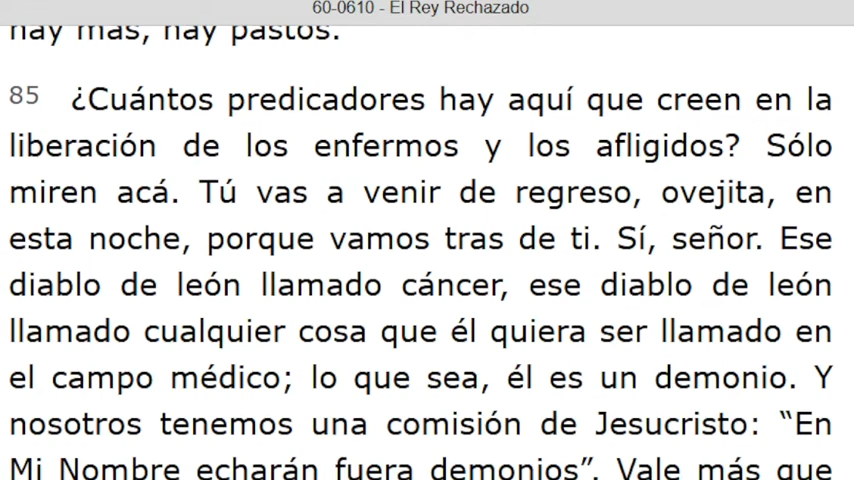 60-0610 - El Rey Rechazado
hay más, hay pastos.
85 ¿Cuántos predicadores hay aquí que creen en la
liberación de los enfermos y los afligidos? Sólo
miren acá. Tú vas a venir de regreso, ovejita, en
esta noche, porque vamos tras de ti. Sí, señor. Ese
diablo de león llamado cáncer, ese diablo de león
llamado cualquier cosa que él quiera ser llamado en
el campo médico; lo que sea, él es un demonio. Y
nosotros tenemos una comisión de Jesucristo: “En
Mi Nombre echarán fuera demonios”. Vale más que